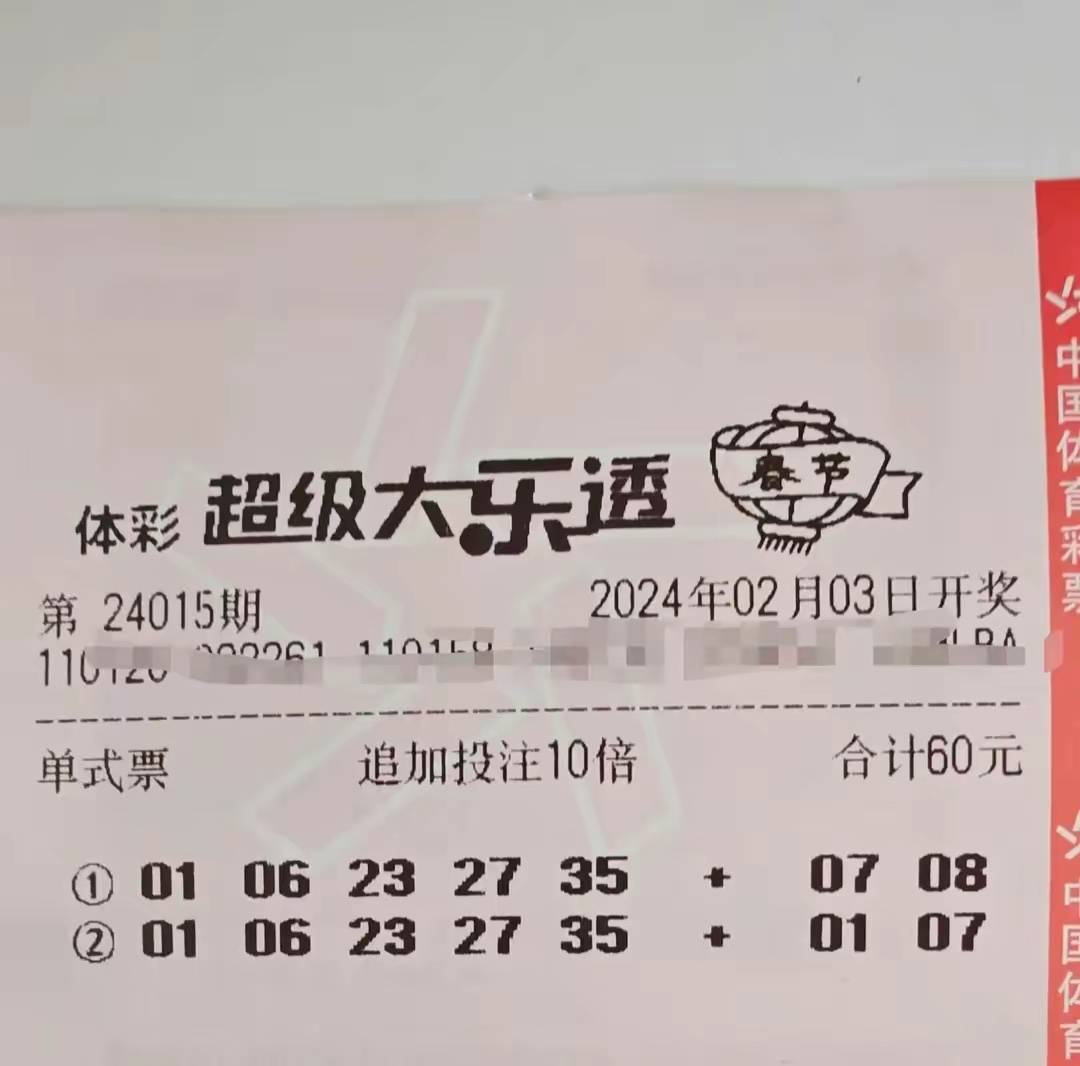 体彩 超级大乐透 春节
第 24015期 2024年02月03日开奖
单式票 追加投注10倍 合计60元
① 01 06 23 27 35 + 07 08
② 01 06 23 27 35 + 01 07
中国体育彩票
中国体育